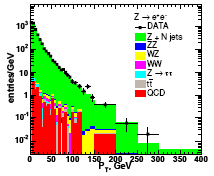 Z → e⁺e⁻
DATA
Z + N jets
ZZ
WZ
WW
Z → ττ
tt̄
QCD
entries/GeV
10³
10²
10
1
10⁻¹
10⁻²
0 50 100 150 200 250 300 350 400
P_T, GeV